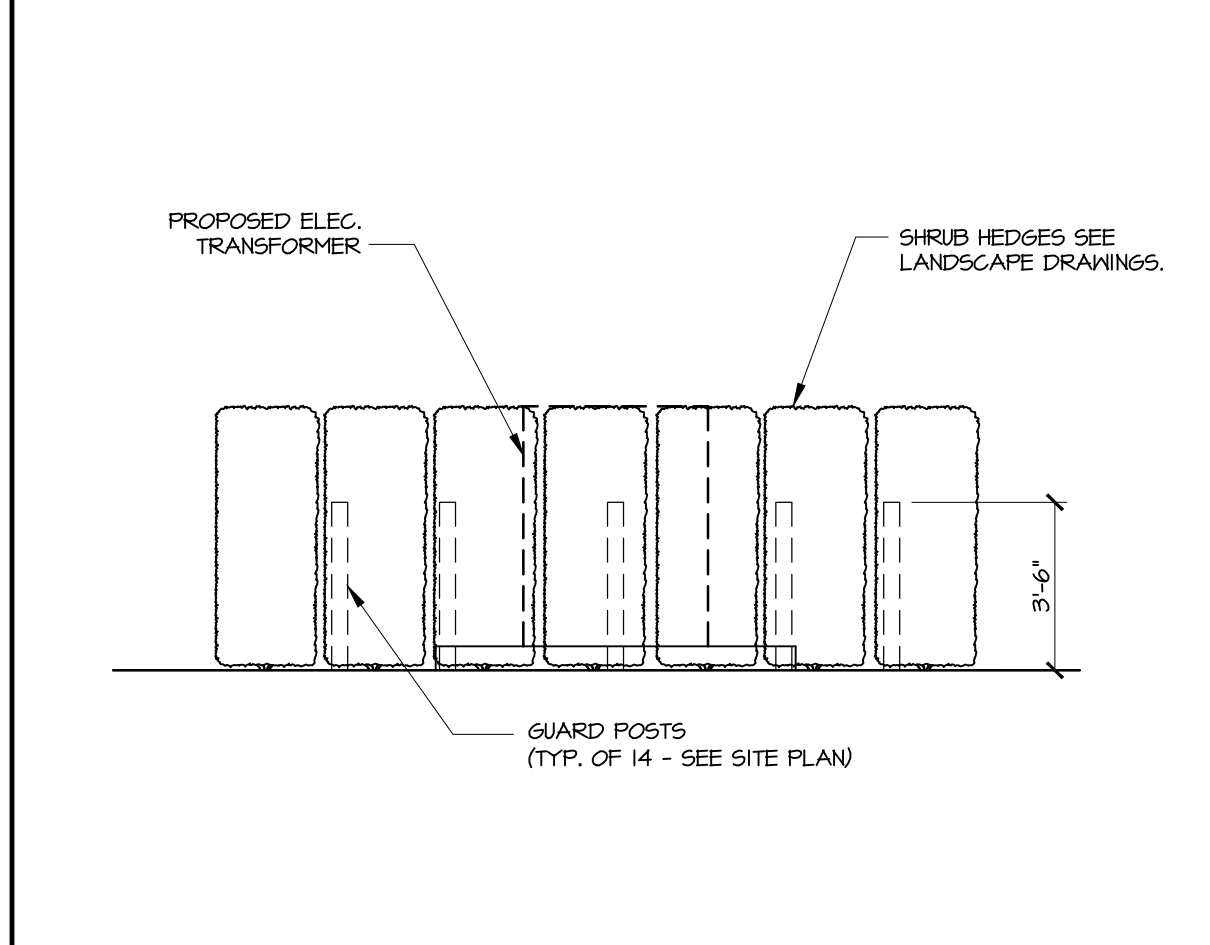 PROPOSED ELEC.
TRANSFORMER
SHRUB HEDGES SEE
LANDSCAPE DRAWINGS.
3'-6"
GUARD POSTS
(TYP. OF 14 - SEE SITE PLAN)